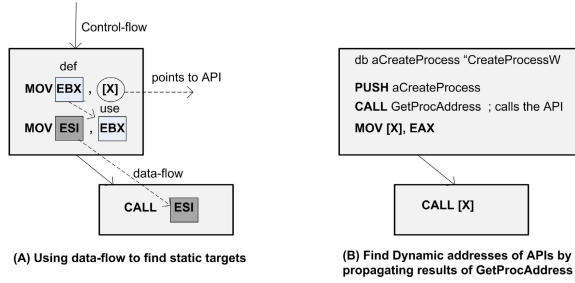 Control-flow
def
MOV EBX , [X]
points to API
use
MOV ESI , EBX
data-flow
CALL ESI
(A) Using data-flow to find static targets
db aCreateProcess “CreateProcessW
PUSH aCreateProcess
CALL GetProcAddress ; calls the API
MOV [X], EAX
CALL [X]
(B) Find Dynamic addresses of APIs by
propagating results of GetProcAddress